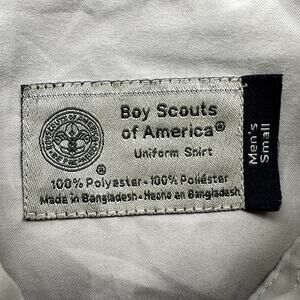 Boy Scouts
of America®
Uniform Shirt
®
100% Polyester - 100% Poliéster
Made in Bangladesh - Hecho en Bangladesh
Men's
Small